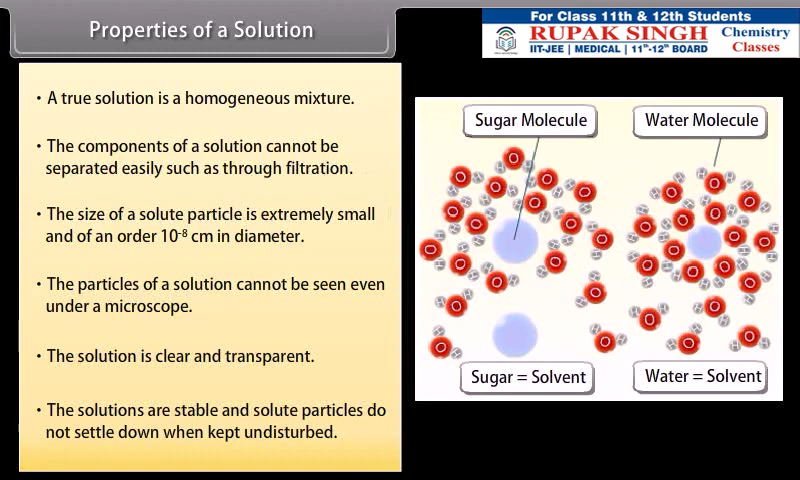 Properties of a Solution
For Class 11th & 12th Students
RUPAK SINGH
IIT-JEE | MEDICAL | 11th-12th BOARD
Chemistry
Classes
• A true solution is a homogeneous mixture.
• The components of a solution cannot be
separated easily such as through filtration.
• The size of a solute particle is extremely small
and of an order 10⁻⁸ cm in diameter.
• The particles of a solution cannot be seen even
under a microscope.
• The solution is clear and transparent.
• The solutions are stable and solute particles do
not settle down when kept undisturbed.
Sugar Molecule
Water Molecule
Sugar = Solvent
Water = Solvent